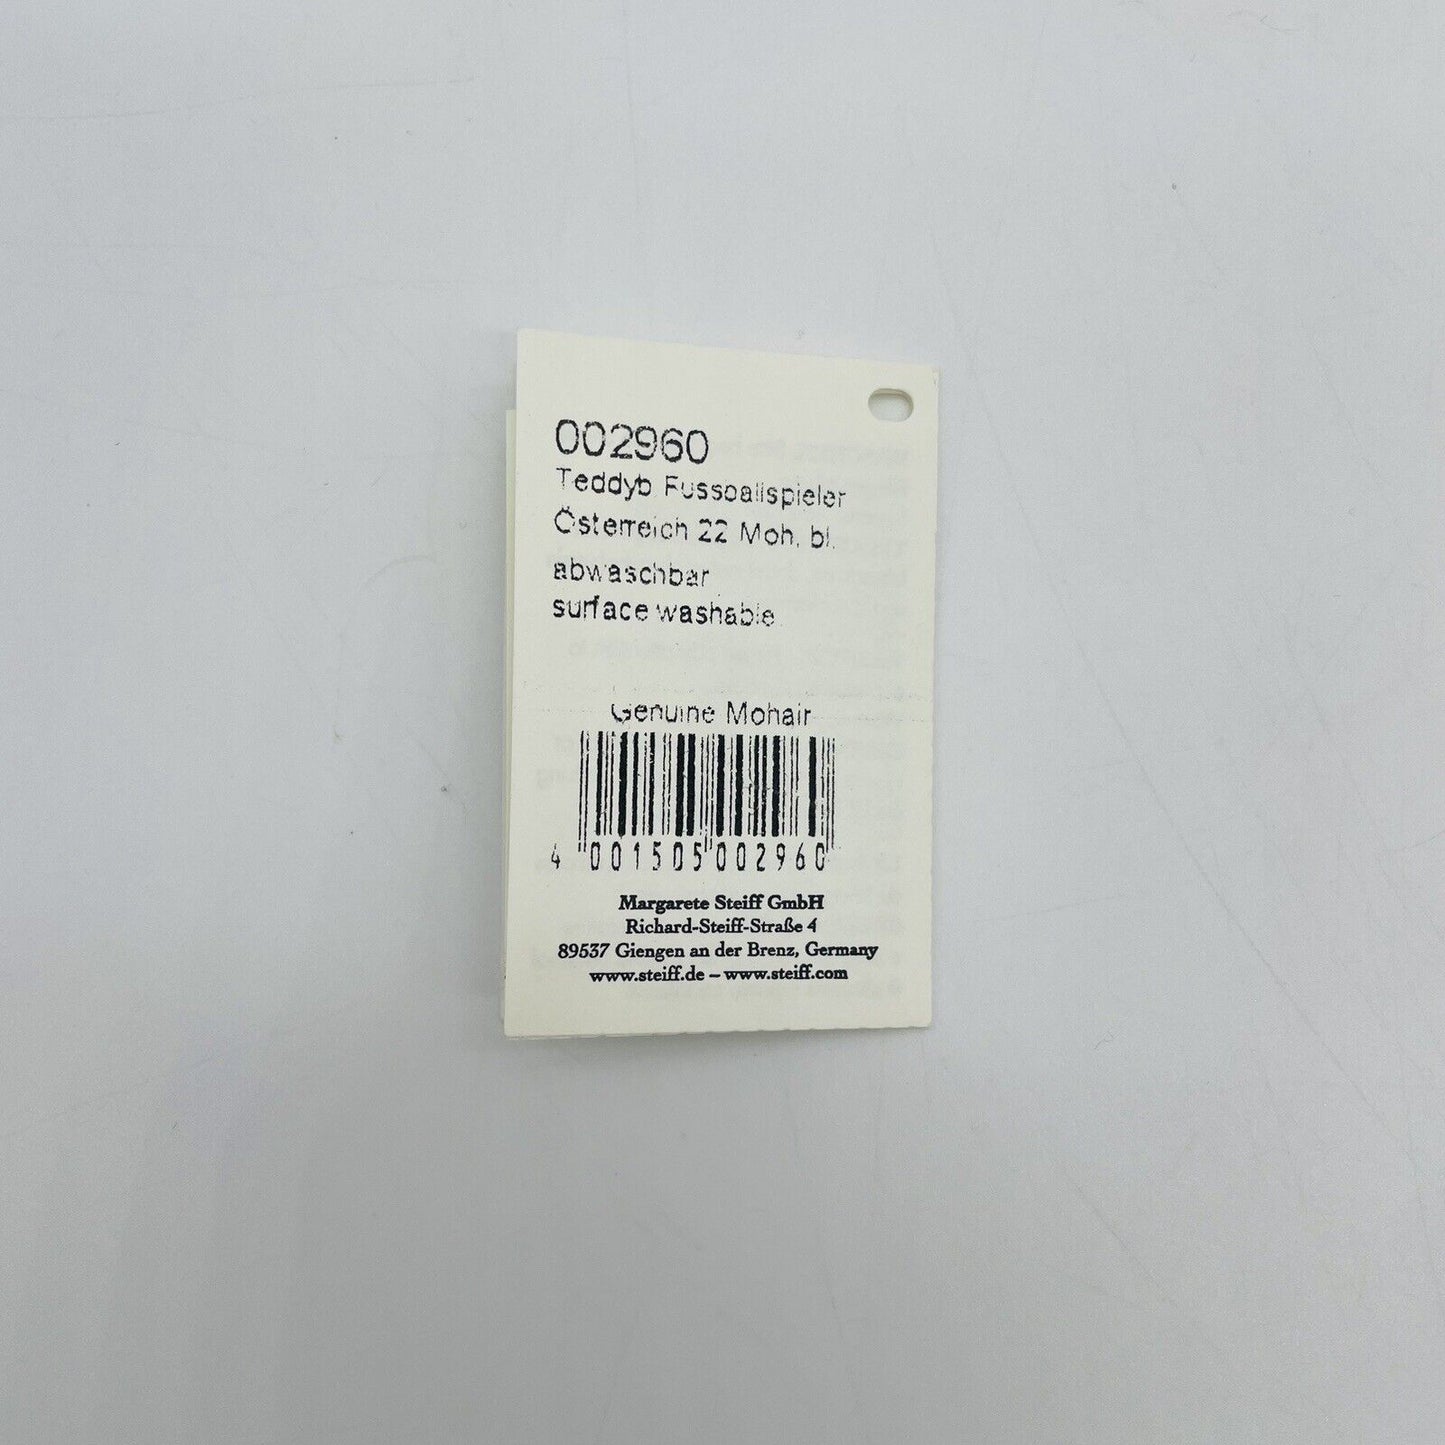 002960
Teddyb Fussballspieler
Österreich 22 Moh. bl.
abwaschbar
surface washable
Genuine Mohair
4 001505 002960
Margarete Steiff GmbH
Richard-Steiff-Straße 4
89537 Giengen an der Brenz, Germany
www.steiff.de – www.steiff.com